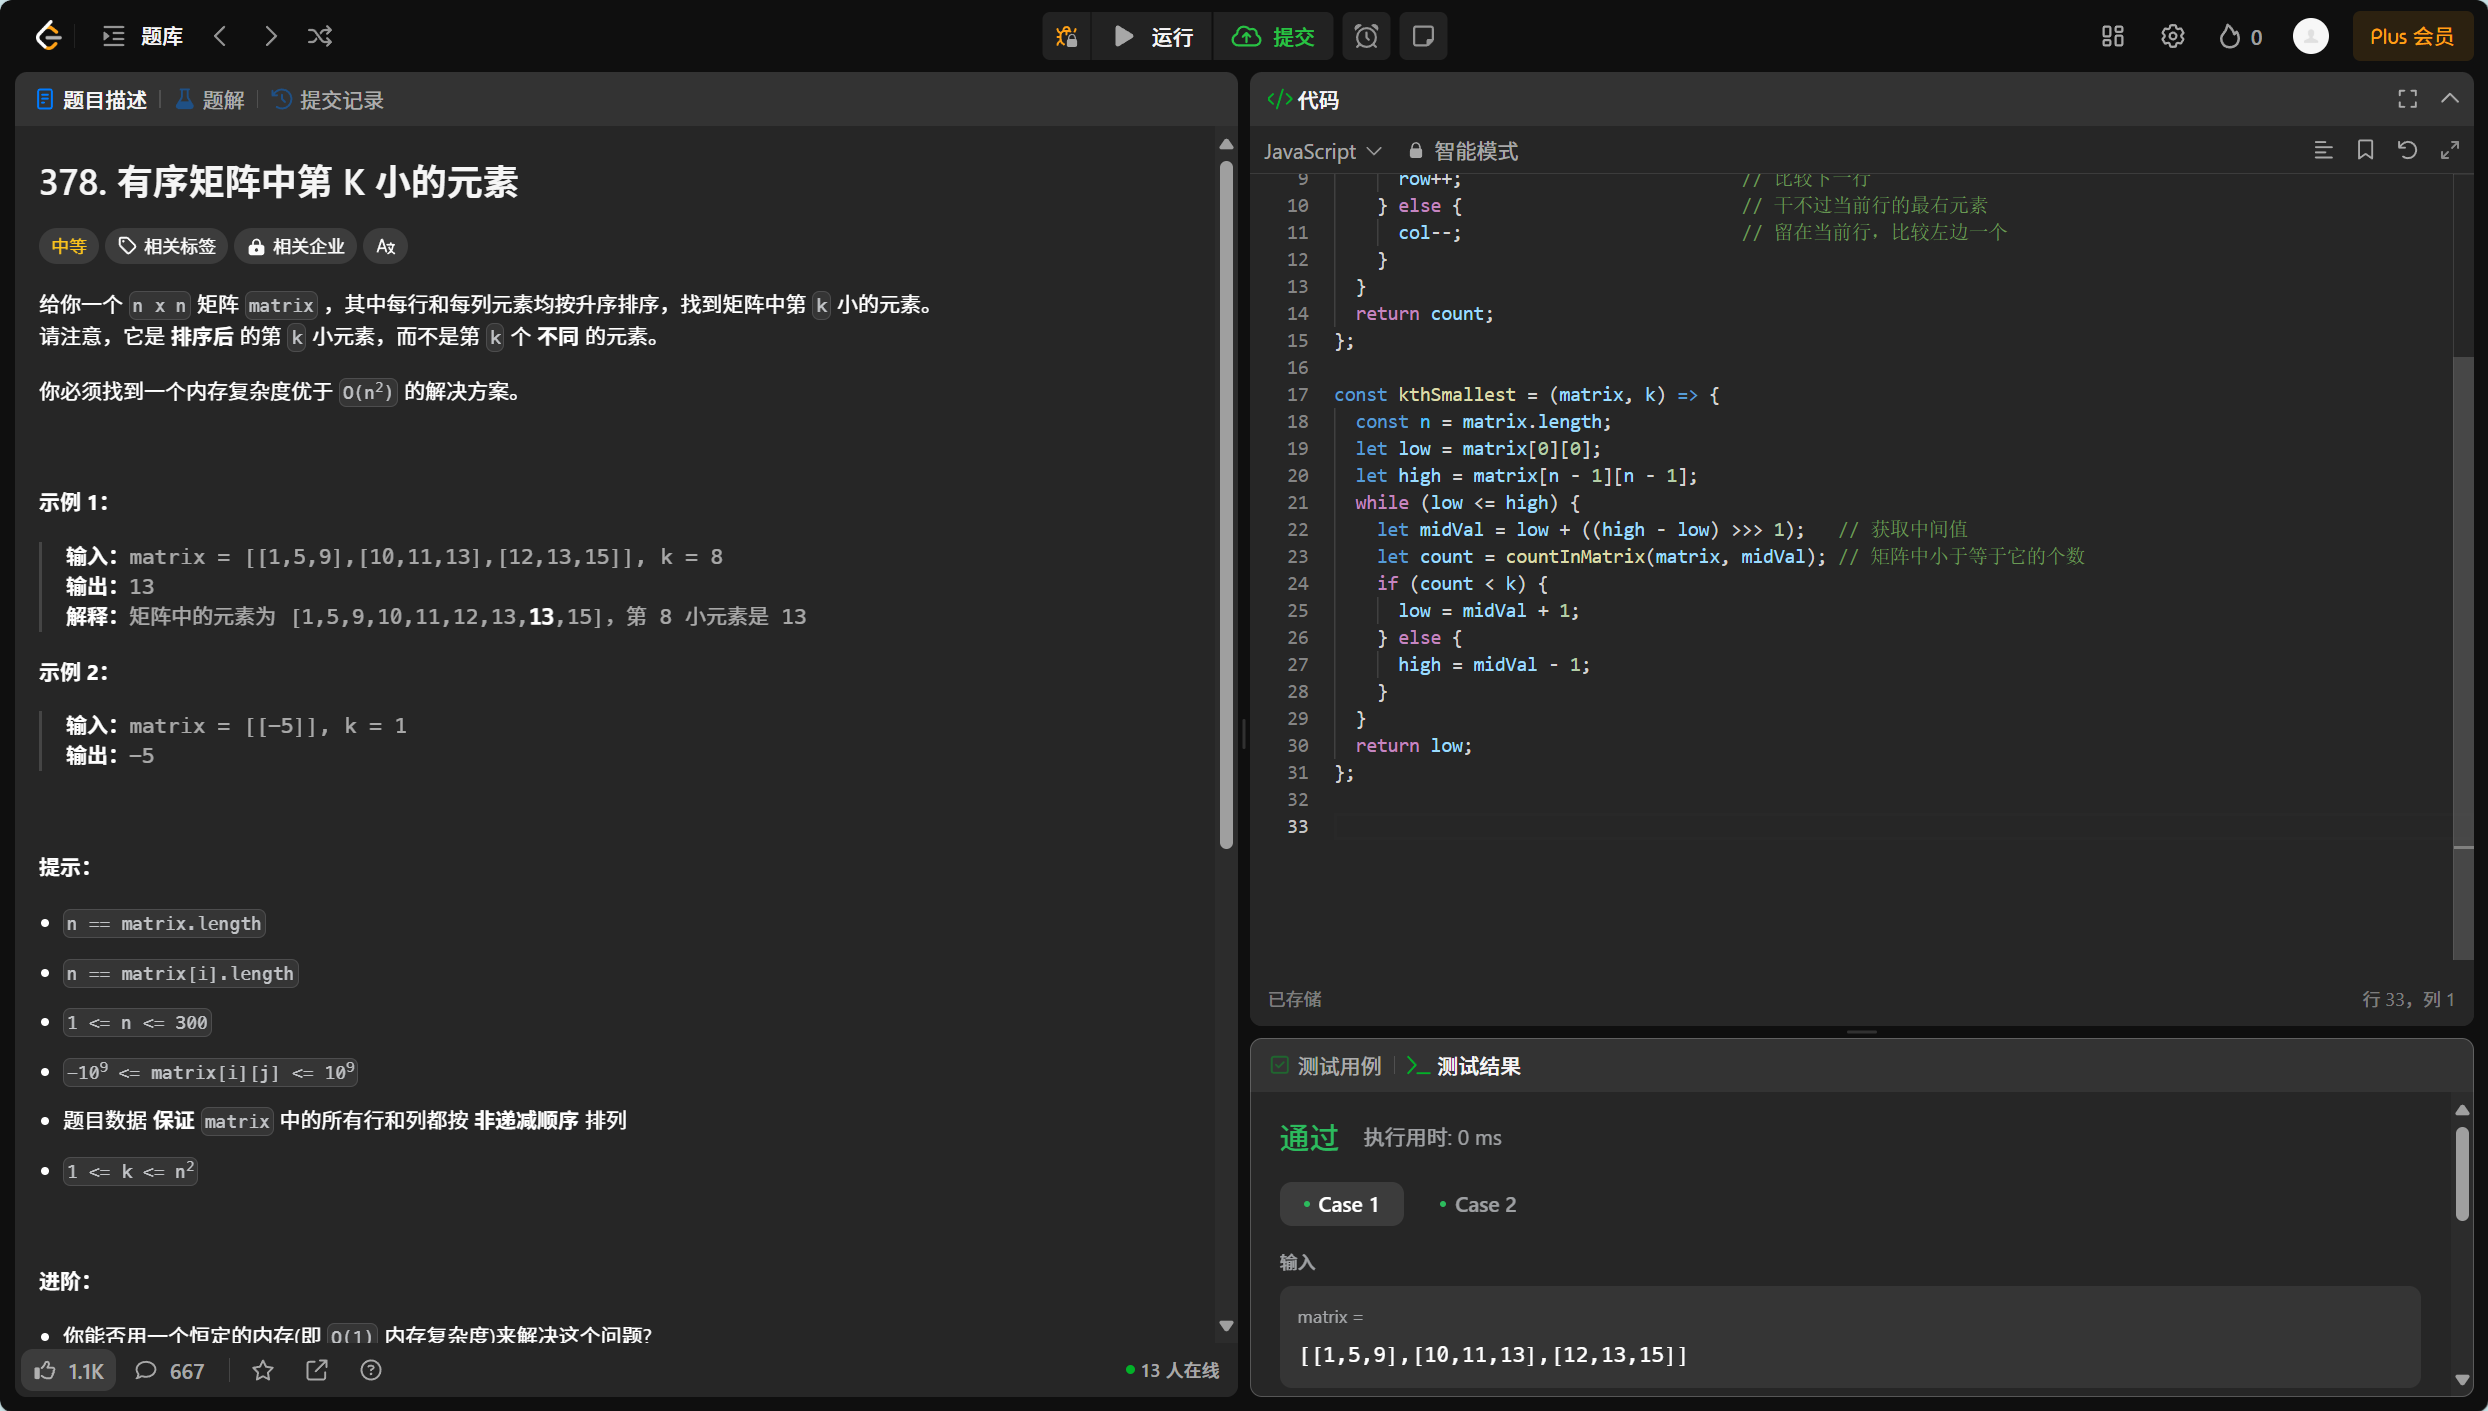 题库
运行
提交
0
Plus 会员
题目描述
题解
提交记录
378. 有序矩阵中第 K 小的元素
中等
相关标签
相关企业
给你一个 n x n 矩阵 matrix ，其中每行和每列元素均按升序排序，找到矩阵中第 k 小的元素。
请注意，它是 排序后 的第 k 小元素，而不是第 k 个 不同 的元素。
你必须找到一个内存复杂度优于 O(n²) 的解决方案。
示例 1：
输入：matrix = [[1,5,9],[10,11,13],[12,13,15]], k = 8
输出：13
解释：矩阵中的元素为 [1,5,9,10,11,12,13,13,15]，第 8 小元素是 13
示例 2：
输入：matrix = [[-5]], k = 1
输出：-5
提示：
n == matrix.length
n == matrix[i].length
1 <= n <= 300
-10⁹ <= matrix[i][j] <= 10⁹
题目数据 保证 matrix 中的所有行和列都按 非递减顺序 排列
1 <= k <= n²
进阶：
你能否用一个恒定的内存(即 O(1) 内存复杂度)来解决这个问题?
1.1K
667
13 人在线
</> 代码
JavaScript
智能模式
9 row++; // 比较下一行
10 } else { // 干不过当前行的最右元素
11 col--; // 留在当前行，比较左边一个
12 }
13 }
14 return count;
15 };
16
17 const kthSmallest = (matrix, k) => {
18 const n = matrix.length;
19 let low = matrix[0][0];
20 let high = matrix[n - 1][n - 1];
21 while (low <= high) {
22 let midVal = low + ((high - low) >>> 1); // 获取中间值
23 let count = countInMatrix(matrix, midVal); // 矩阵中小于等于它的个数
24 if (count < k) {
25 low = midVal + 1;
26 } else {
27 high = midVal - 1;
28 }
29 }
30 return low;
31 };
32
33
已存储
行 33，列 1
测试用例
测试结果
通过
执行用时: 0 ms
Case 1
Case 2
输入
matrix =
[[1,5,9],[10,11,13],[12,13,15]]